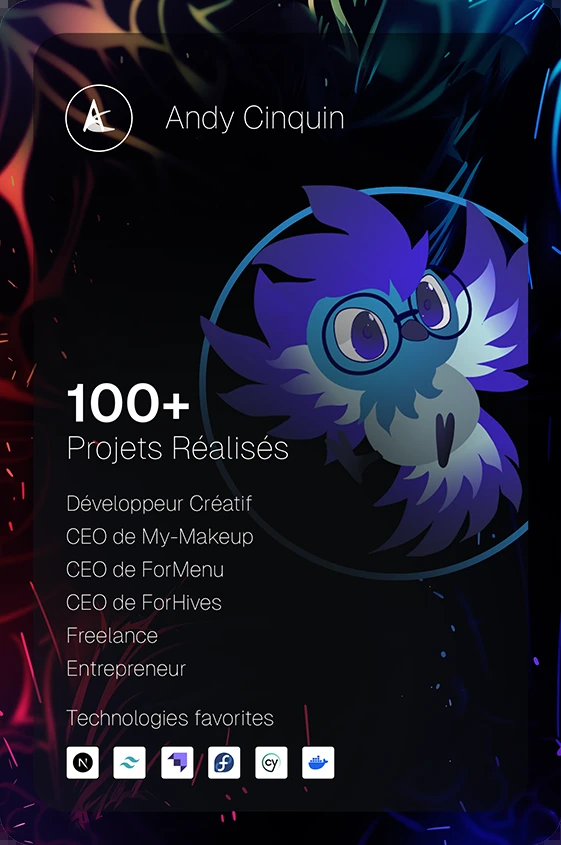 Andy Cinquin
100+
Projets Réalisés
Développeur Créatif
CEO de My-Makeup
CEO de ForMenu
CEO de ForHives
Freelance
Entrepreneur
Technologies favorites
N
cy